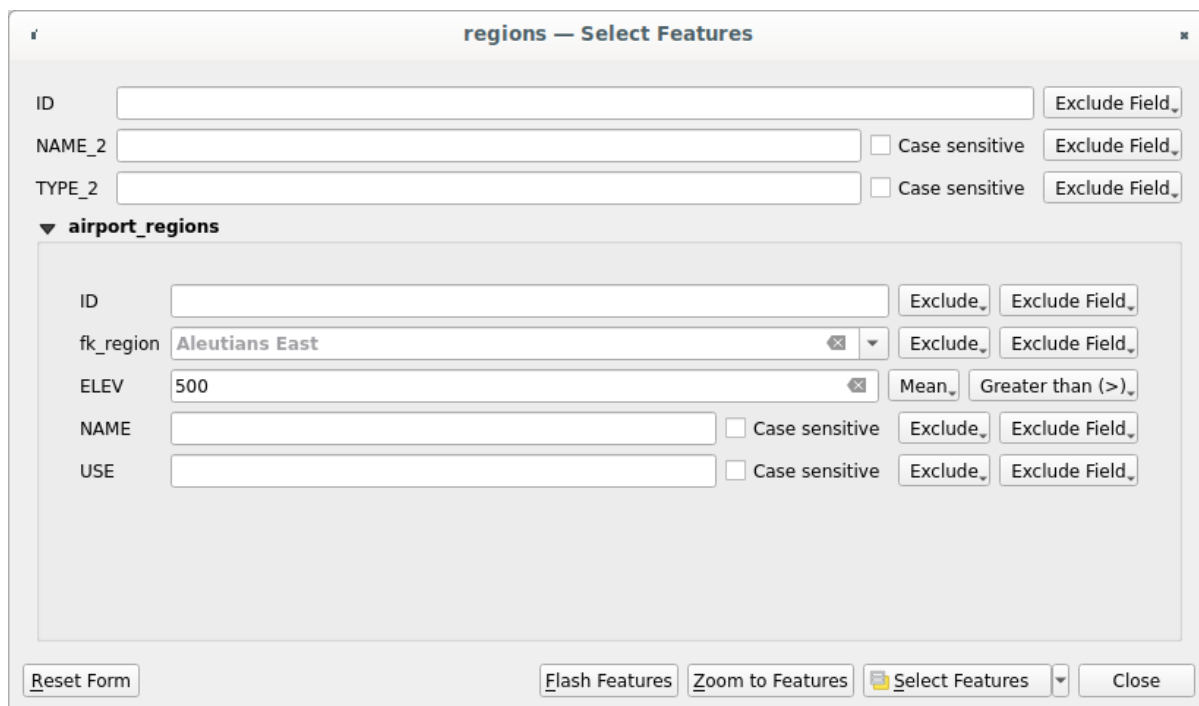 regions — Select Features
ID Exclude Field
NAME_2 Case sensitive Exclude Field
TYPE_2 Case sensitive Exclude Field
airport_regions
ID Exclude Exclude Field
fk_region Aleutians East Exclude Exclude Field
ELEV 500 Mean Greater than (>)
NAME Case sensitive Exclude Exclude Field
USE Case sensitive Exclude Exclude Field
Reset Form Flash Features Zoom to Features Select Features Close